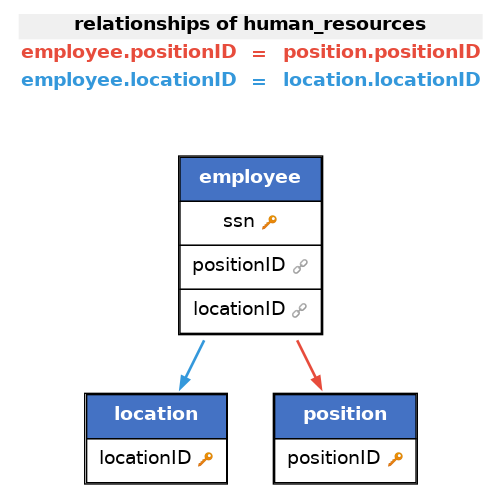 relationships of human_resources
employee.positionID = position.positionID
employee.locationID = location.locationID
employee
ssn
positionID
locationID
location
locationID
position
positionID